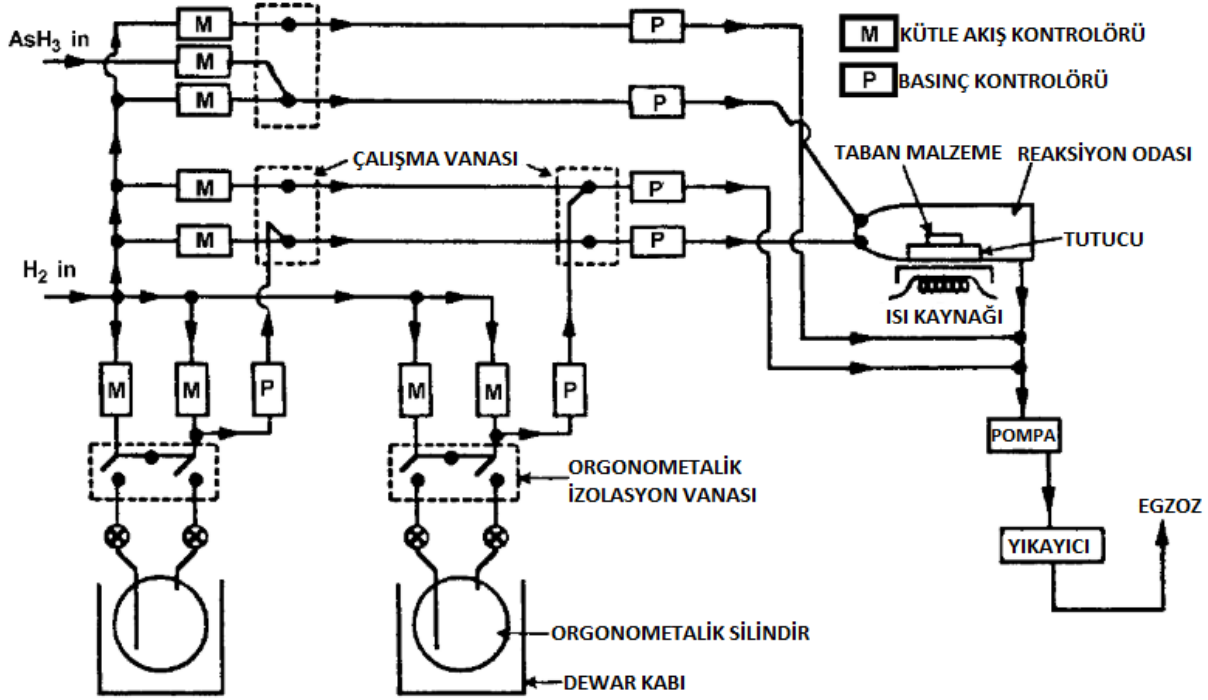 M
M KÜTLE AKIŞ KONTROLÖRÜ
P
AsH3 in
M
P BASINÇ KONTROLÖRÜ
M
P
ÇALIŞMA VANASI
TABAN MALZEME
REAKSİYON ODASI
M
P
TUTUCU
M
P
H2 in
ISI KAYNAĞI
M
M
P
M
M
P
POMPA
ORGONOMETALİK
İZOLASYON VANASI
EGZOZ
YIKAYICI
ORGONOMETALİK SİLİNDİR
DEWAR KABI